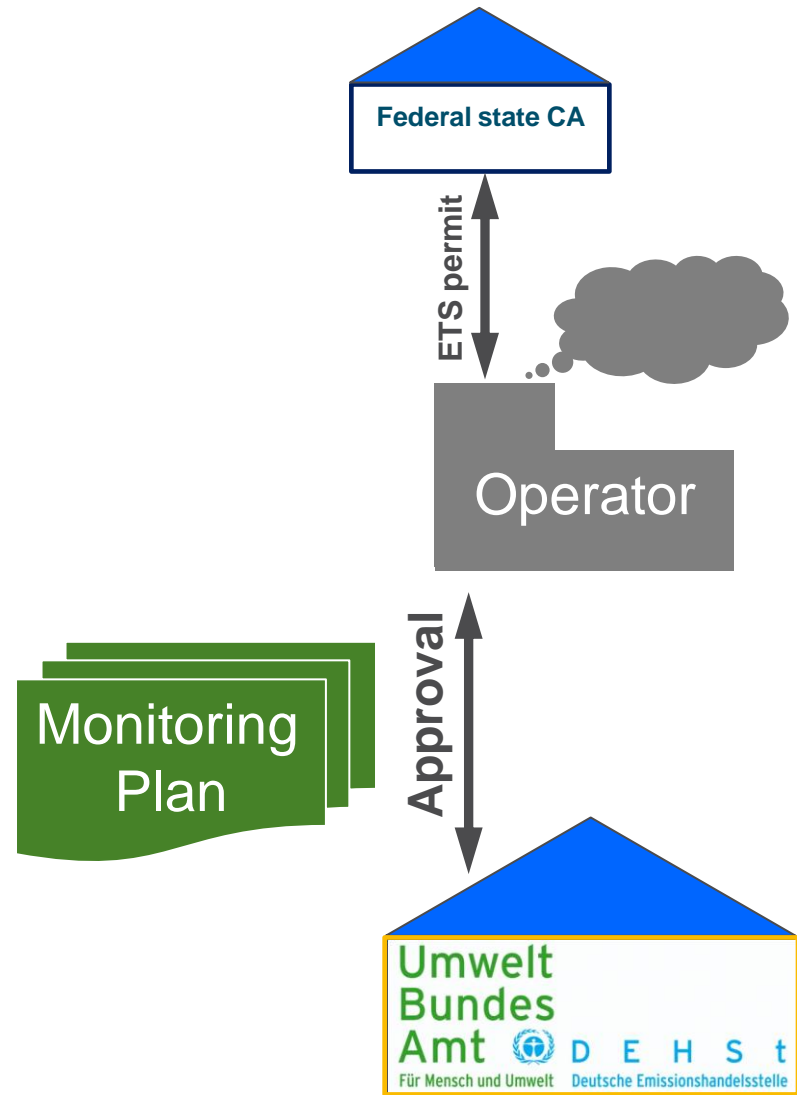 Federal state CA
ETS permit
Operator
Approval
Monitoring
Plan
Umwelt
Bundes
Amt
Für Mensch und Umwelt
D E H S t
Deutsche Emissionshandelsstelle